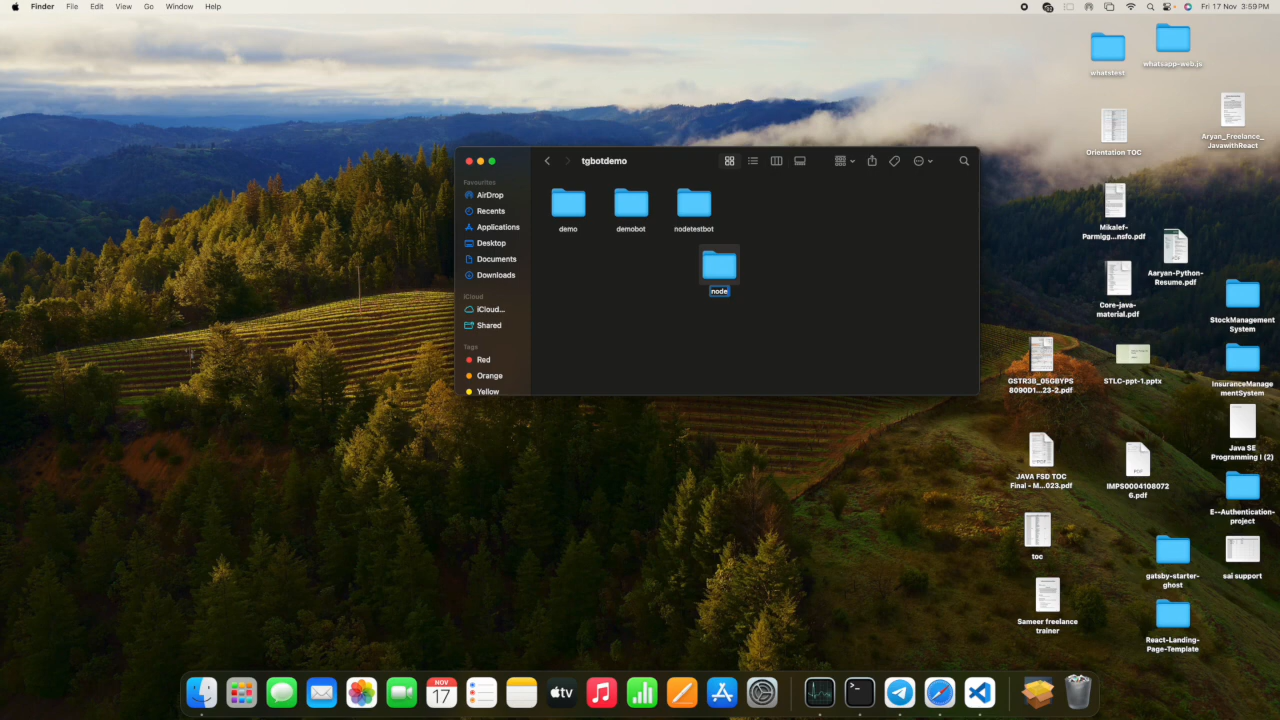 Finder File Edit View Go Window Help
Fri 17 Nov 3:59 PM
whatstest
whatsapp-web.js
Orientation TOC
Aryan_Freelance_
JavawithReact
Mikalef-
Parmigg...nsfo.pdf
Aaryan-Python-
Resume.pdf
Core-java-
material.pdf
StockManagement
System
GSTR3B_05GBYPS
8090D1...23-2.pdf
STLC-ppt-1.pptx
InsuranceManage
mentSystem
Java SE
Programming I (2)
JAVA FSD TOC
Final - M...023.pdf
IMPS0004108072
6.pdf
E--Authentication-
project
toc
gatsby-starter-
ghost
sai support
Sameer freelance
trainer
React-Landing-
Page-Template
tgbotdemo
Favourites
AirDrop
Recents
Applications
Desktop
Documents
Downloads
iCloud
iCloud...
Shared
Tags
Red
Orange
Yellow
demo
demobot
nodetestbot
node
NOV
17
tv